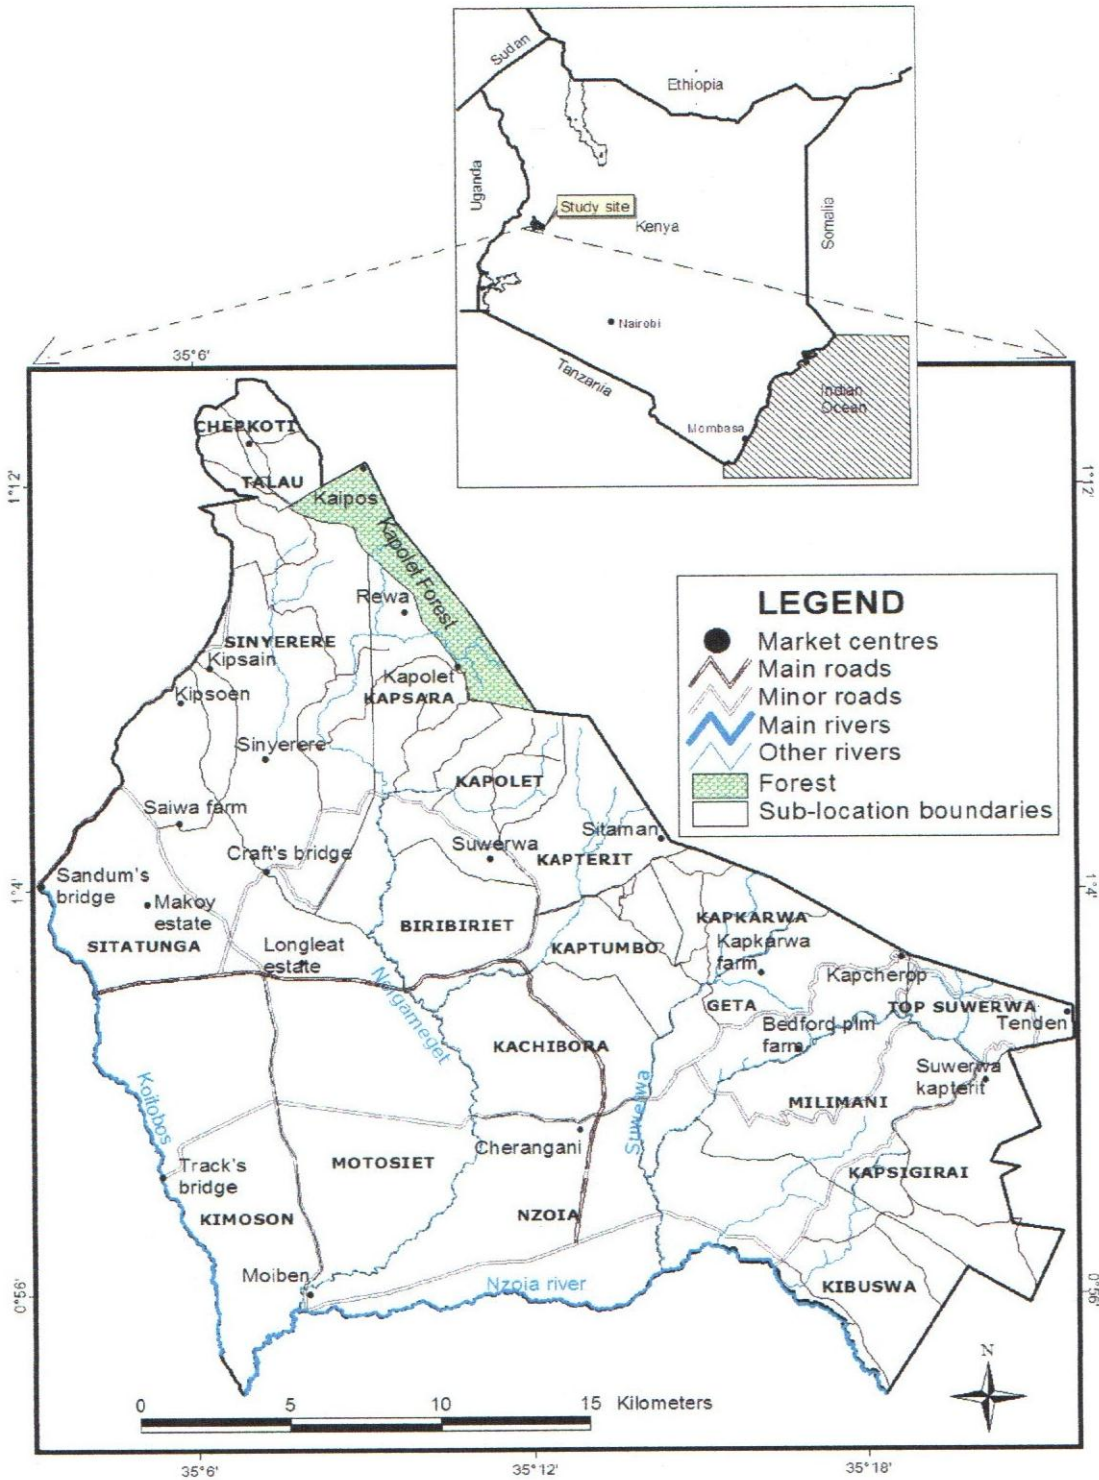 Sudan
Ethiopia
Uganda
Study site
Kenya
Somalia
Nairobi
Tanzania
Indian
Ocean
Mombasa
35°6'
1°12'
1°12'
CHEPKOTI
TALAU
Kaipos
Kapolet Forest
Rewa
SINYERERE
Kipsain
Kapolet
KAPSARA
Kipsoen
Sinyerere
KAPOLET
Saiwa farm
Sitaman
Suwerwa
KAPTERIT
Craft's bridge
LEGEND
Market centres
Main roads
Minor roads
Main rivers
Other rivers
Forest
Sub-location boundaries
1°4'
1°4'
Sandum's
bridge
Makoy
estate
SITATUNGA
Longleat
estate
BIRIBIRIET
KAPTUMBO
KAPKARWA
Kapkarwa
farm
Kapcherop
GETA
TOP SUWERWA
Tenden
Bedford plm
farm
Noigameget
KACHIBORA
Suwerwa
kapterit
MILIMANI
Koitobos
Suwerwa
Cherangani
MOTOSIET
Track's
bridge
KAPSIGIRAI
KIMOSON
NZOIA
Moiben
Nzoia river
KIBUSWA
0°56'
0°56'
N
0 5 10 15 Kilometers
35°6'
35°12'
35°18'